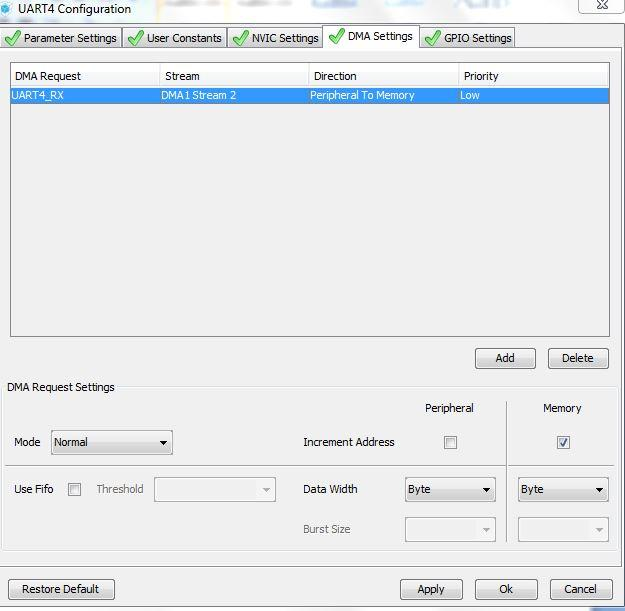 UART4 Configuration
Parameter Settings User Constants NVIC Settings DMA Settings GPIO Settings
DMA Request Stream Direction Priority
UART4_RX DMA1 Stream 2 Peripheral To Memory Low
Add Delete
DMA Request Settings
Peripheral Memory
Mode Normal Increment Address
Use Fifo Threshold Data Width Byte Byte
Burst Size
Restore Default Apply Ok Cancel